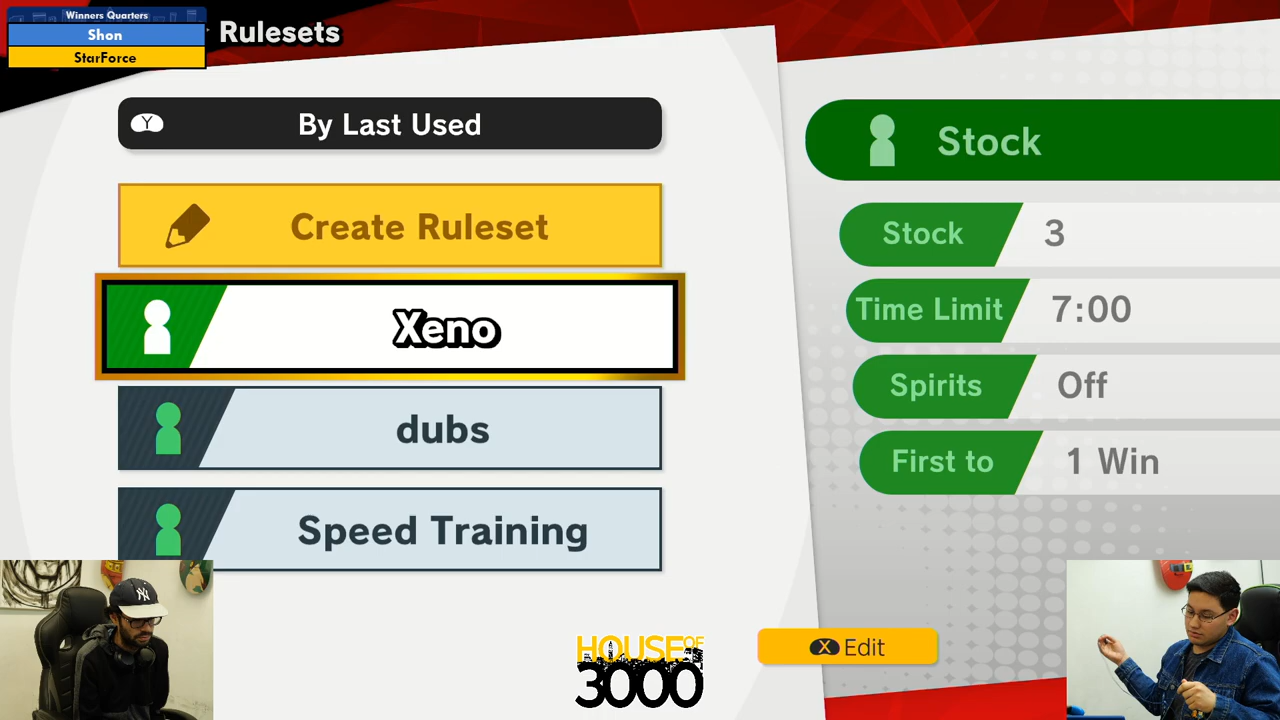 Winners Quarters
Shon
StarForce
Rulesets
Y
By Last Used
Create Ruleset
Xeno
dubs
Speed Training
Stock
Stock 3
Time Limit 7:00
Spirits Off
First to 1 Win
X Edit
HOUSE OF
3000
NY